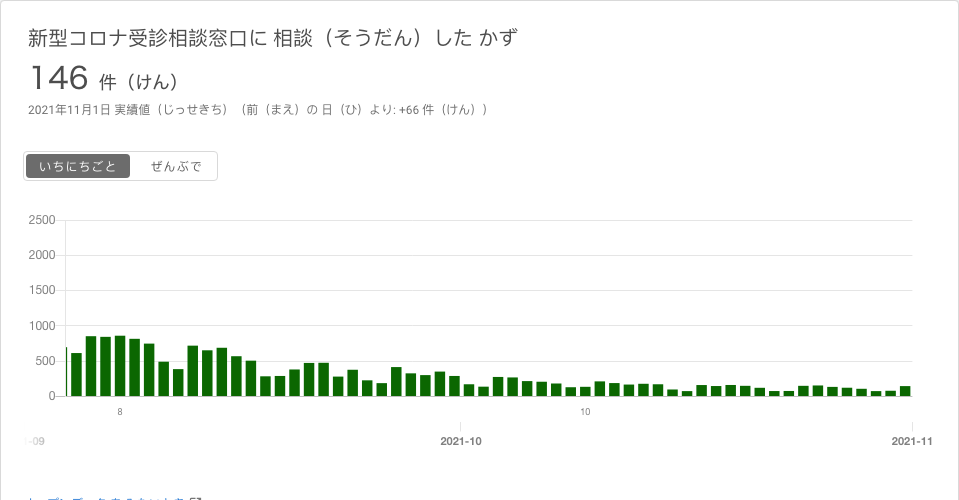 新型コロナ受診相談窓口に 相談（そうだん）した かず
146 件（けん）
2021年11月1日 実績値（じっせきち）（前（まえ）の 日（ひ）より: +66 件（けん））
いちにちごと ぜんぶで
2500
2000
1500
1000
500
0
8 10
-09 2021-10 2021-11